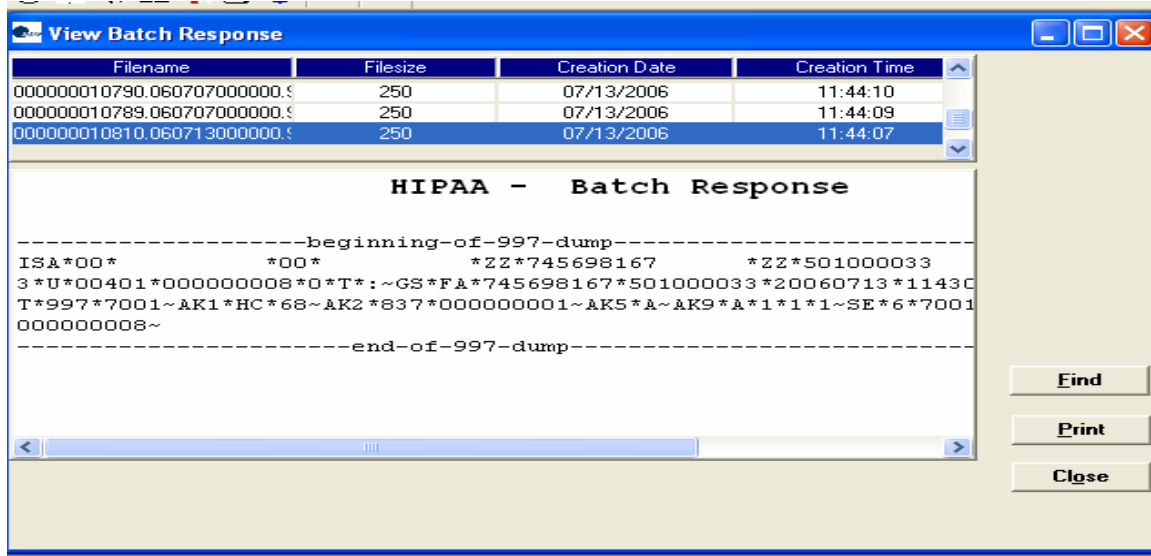 View Batch Response
Filename Filesize Creation Date Creation Time
000000010790.060707000000.9 250 07/13/2006 11:44:10
000000010789.060707000000.9 250 07/13/2006 11:44:09
000000010810.060713000000.9 250 07/13/2006 11:44:07
HIPAA - Batch Response
--------------------beginning-of-997-dump-------------------------
ISA*00* *00* *ZZ*745698167 *ZZ*501000033
3*U*00401*000000008*0*T*:~GS*FA*745698167*501000033*20060713*1143
T*997*7001~AK1*HC*68~AK2*837*000000001~AK5*A~AK9*A*1*1*1~SE*6*7001
000000008~
-----------------------end-of-997-dump----------------------------
Find
Print
Close